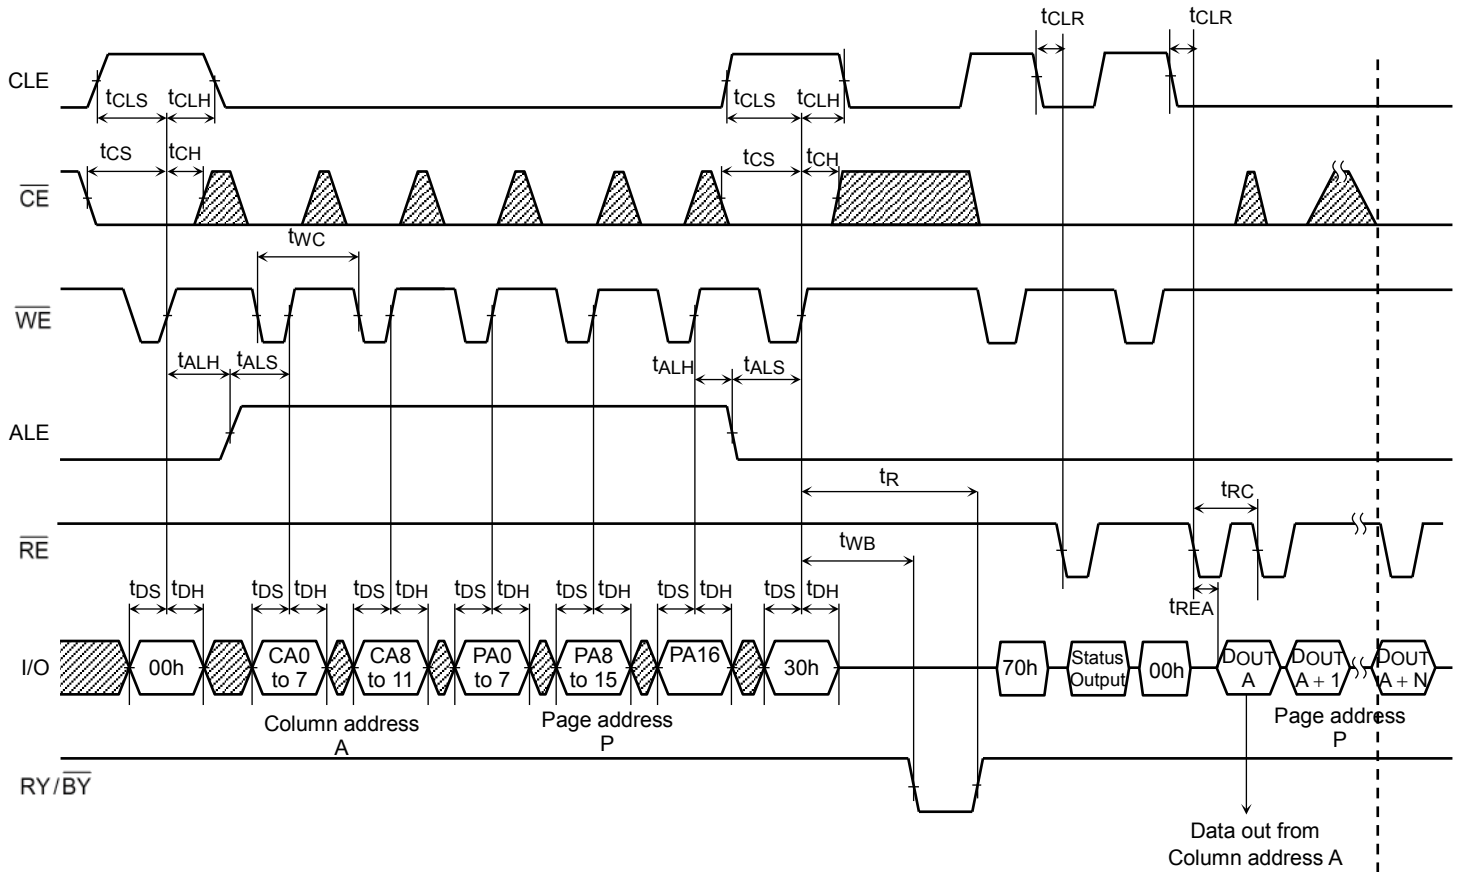 tCLR tCLR
CLE
tCLS tCLH tCLS tCLH
tCS tCH tCS tCH
CE
tWC
WE
tALH tALS tALH tALS
ALE
tR
tRC
RE
tWB
tDS tDH tDS tDH tDS tDH tDS tDH tDS tDH tDS tDH tDS tDH
tREA
I/O
00h
CA0
to 7
CA8
to 11
PA0
to 7
PA8
to 15
PA16
30h
70h
Status
Output
00h
DOUT
A
DOUT
A + 1
DOUT
A + N
Column address
A
Page address
P
Page address
P
RY/BY
Data out from
Column address A